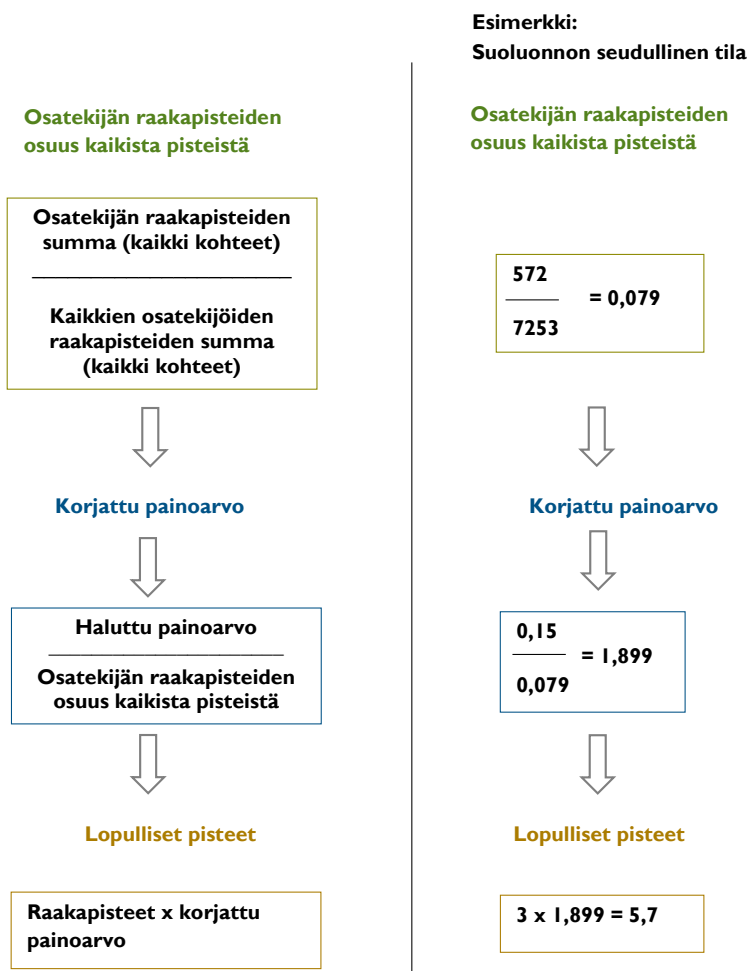 Osatekijän raakapisteiden
osuus kaikista pisteistä
Osatekijän raakapisteiden
summa (kaikki kohteet)
Kaikkien osatekijöiden
raakapisteiden summa
(kaikki kohteet)
Korjattu painoarvo
Haluttu painoarvo
Osatekijän raakapisteiden
osuus kaikista pisteistä
Lopulliset pisteet
Raakapisteet x korjattu
painoarvo
Esimerkki:
Suoluonnon seudullinen tila
Osatekijän raakapisteiden
osuus kaikista pisteistä
572
= 0,079
7253
Korjattu painoarvo
0,15
= 1,899
0,079
Lopulliset pisteet
3 x 1,899 = 5,7